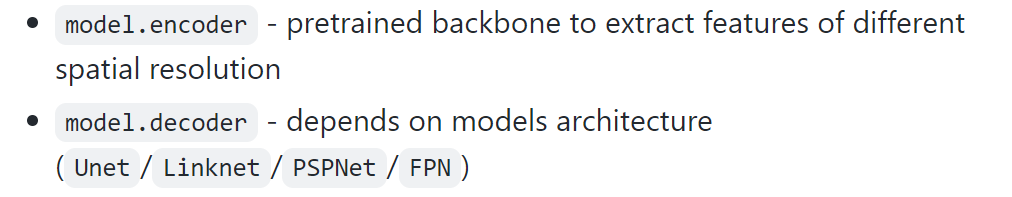 • model.encoder - pretrained backbone to extract features of different
spatial resolution
• model.decoder - depends on models architecture
(Unet/Linknet/PSPNet/FPN)